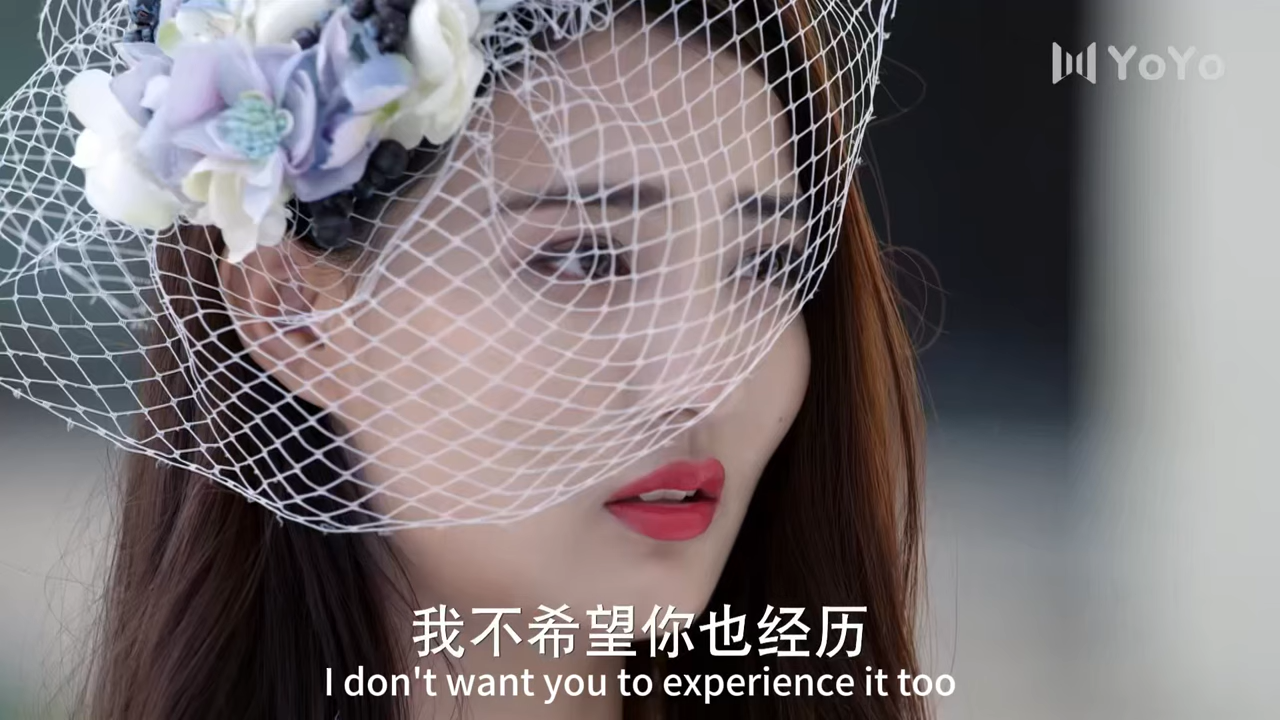 YoYo
我不希望你也经历
I don't want you to experience it too